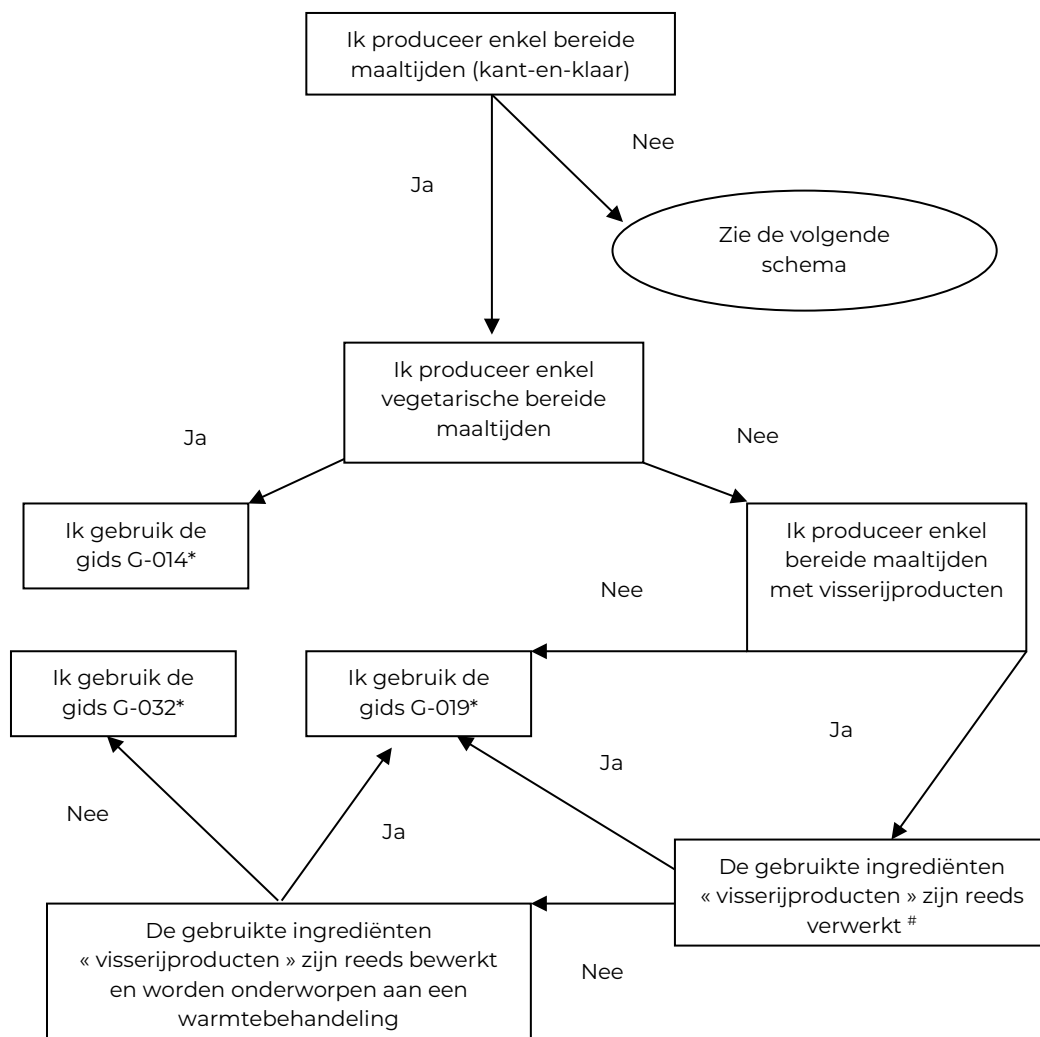 Ik produceer enkel bereide
maaltijden (kant-en-klaar)
Nee
Ja
Zie de volgende
schema
Ik produceer enkel
vegetarische bereide
maaltijden
Ja
Nee
Ik gebruik de
gids G-014*
Ik produceer enkel
bereide maaltijden
met visserijproducten
Nee
Ik gebruik de
gids G-032*
Ik gebruik de
gids G-019*
Ja
Ja
Nee
Ja
De gebruikte ingrediënten
« visserijproducten » zijn reeds
verwerkt #
De gebruikte ingrediënten
« visserijproducten » zijn reeds bewerkt
en worden onderworpen aan een
warmtebehandeling
Nee